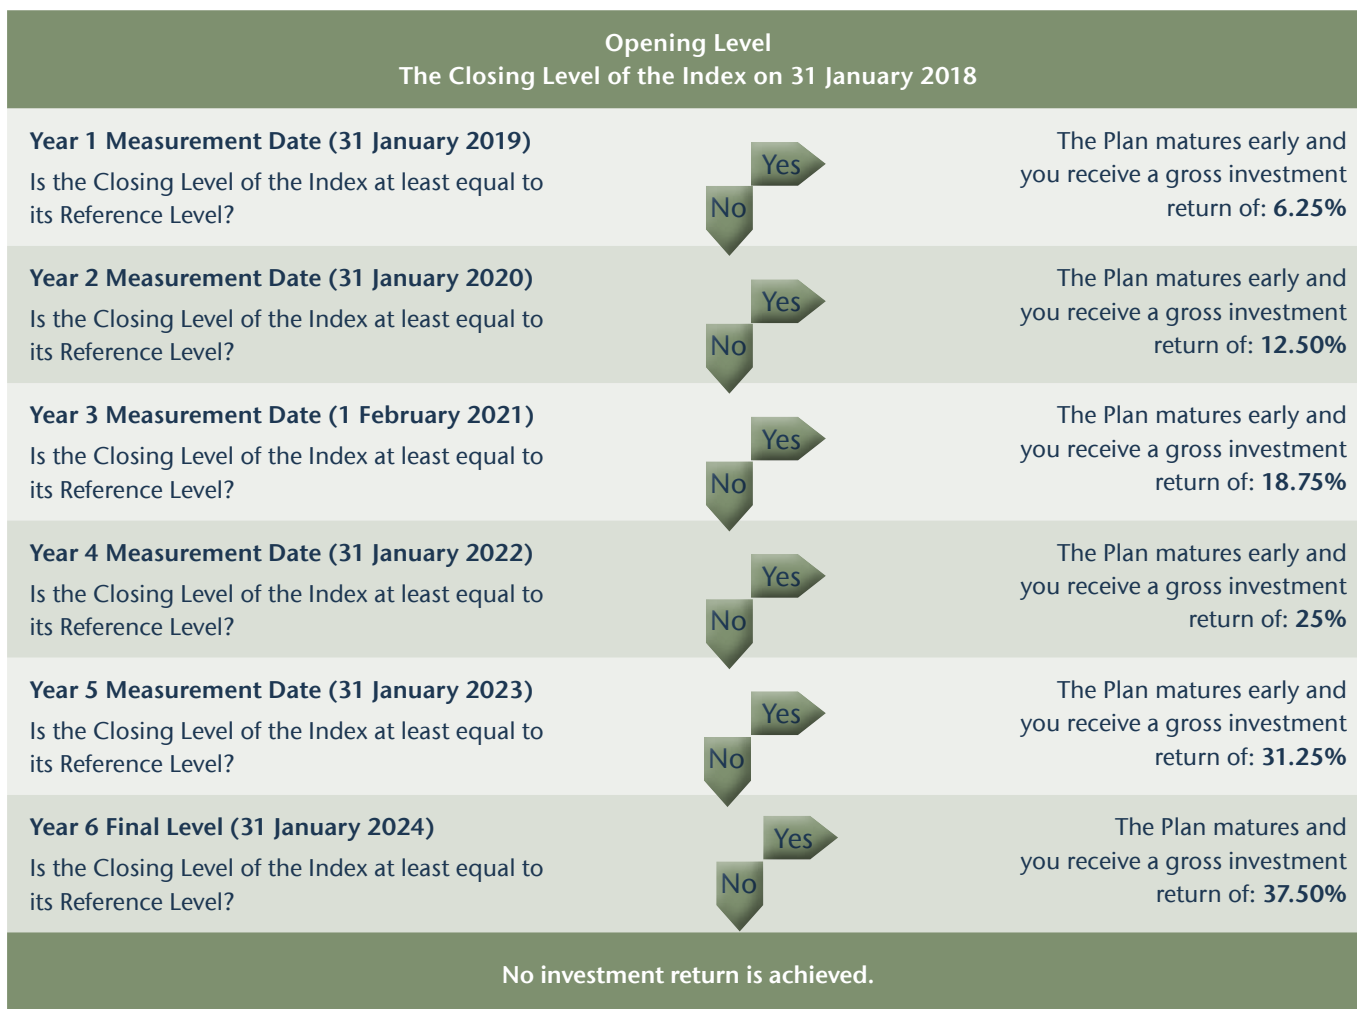 Opening Level
The Closing Level of the Index on 31 January 2018
Year 1 Measurement Date (31 January 2019)
Is the Closing Level of the Index at least equal to
its Reference Level?
Yes
No
The Plan matures early and
you receive a gross investment
return of: 6.25%
Year 2 Measurement Date (31 January 2020)
Is the Closing Level of the Index at least equal to
its Reference Level?
Yes
No
The Plan matures early and
you receive a gross investment
return of: 12.50%
Year 3 Measurement Date (1 February 2021)
Is the Closing Level of the Index at least equal to
its Reference Level?
Yes
No
The Plan matures early and
you receive a gross investment
return of: 18.75%
Year 4 Measurement Date (31 January 2022)
Is the Closing Level of the Index at least equal to
its Reference Level?
Yes
No
The Plan matures early and
you receive a gross investment
return of: 25%
Year 5 Measurement Date (31 January 2023)
Is the Closing Level of the Index at least equal to
its Reference Level?
Yes
No
The Plan matures early and
you receive a gross investment
return of: 31.25%
Year 6 Final Level (31 January 2024)
Is the Closing Level of the Index at least equal to
its Reference Level?
Yes
No
The Plan matures and
you receive a gross investment
return of: 37.50%
No investment return is achieved.